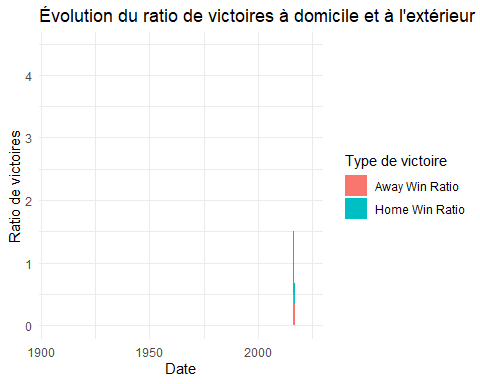 Évolution du ratio de victoires à domicile et à l'extérieur
Ratio de victoires
4
3
2
1
0
1900
1950
2000
Date
Type de victoire
Away Win Ratio
Home Win Ratio